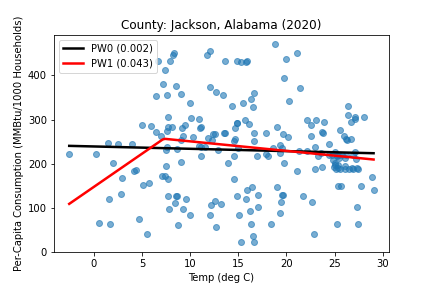 County: Jackson, Alabama (2020)
PW0 (0.002)
PW1 (0.043)
Per-Capita Consumption (MMBtu/1000 Households)
400
300
200
100
0
0 5 10 15 20 25 30
Temp (deg C)